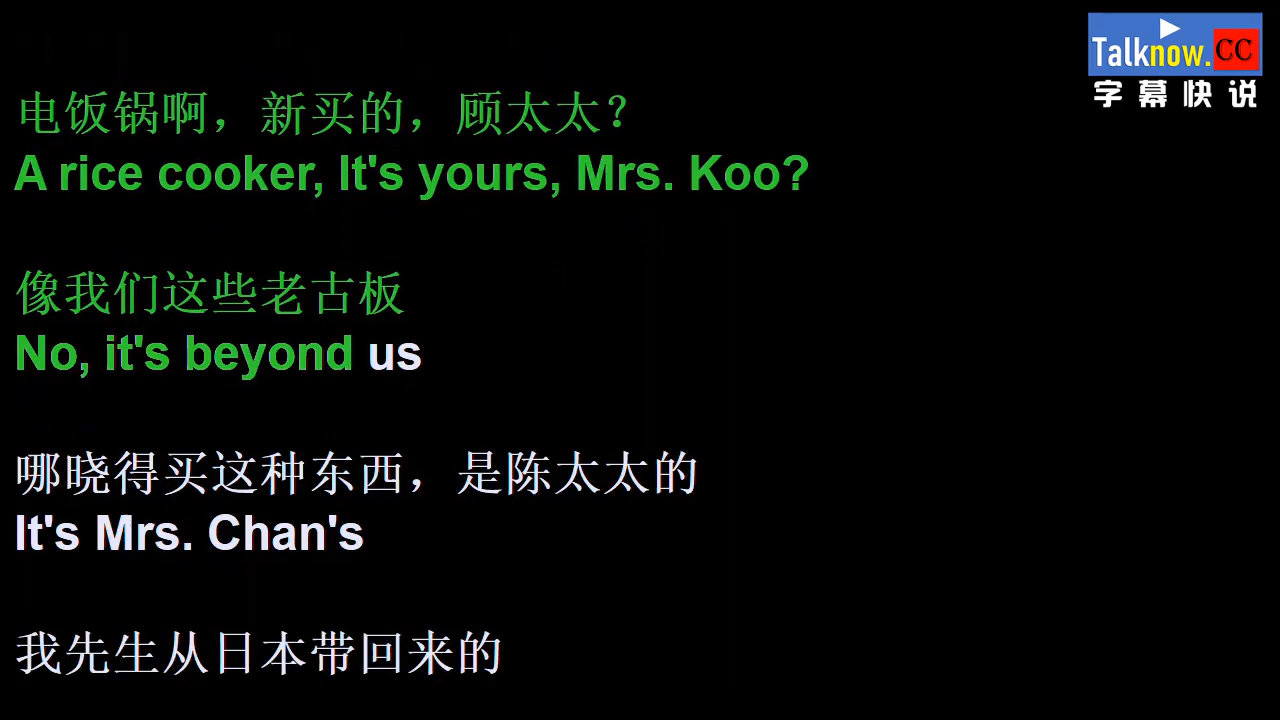 Talknow.CC
字幕快说
电饭锅啊，新买的，顾太太？
A rice cooker, It's yours, Mrs. Koo?
像我们这些老古板
No, it's beyond us
哪晓得买这种东西，是陈太太的
It's Mrs. Chan's
我先生从日本带回来的